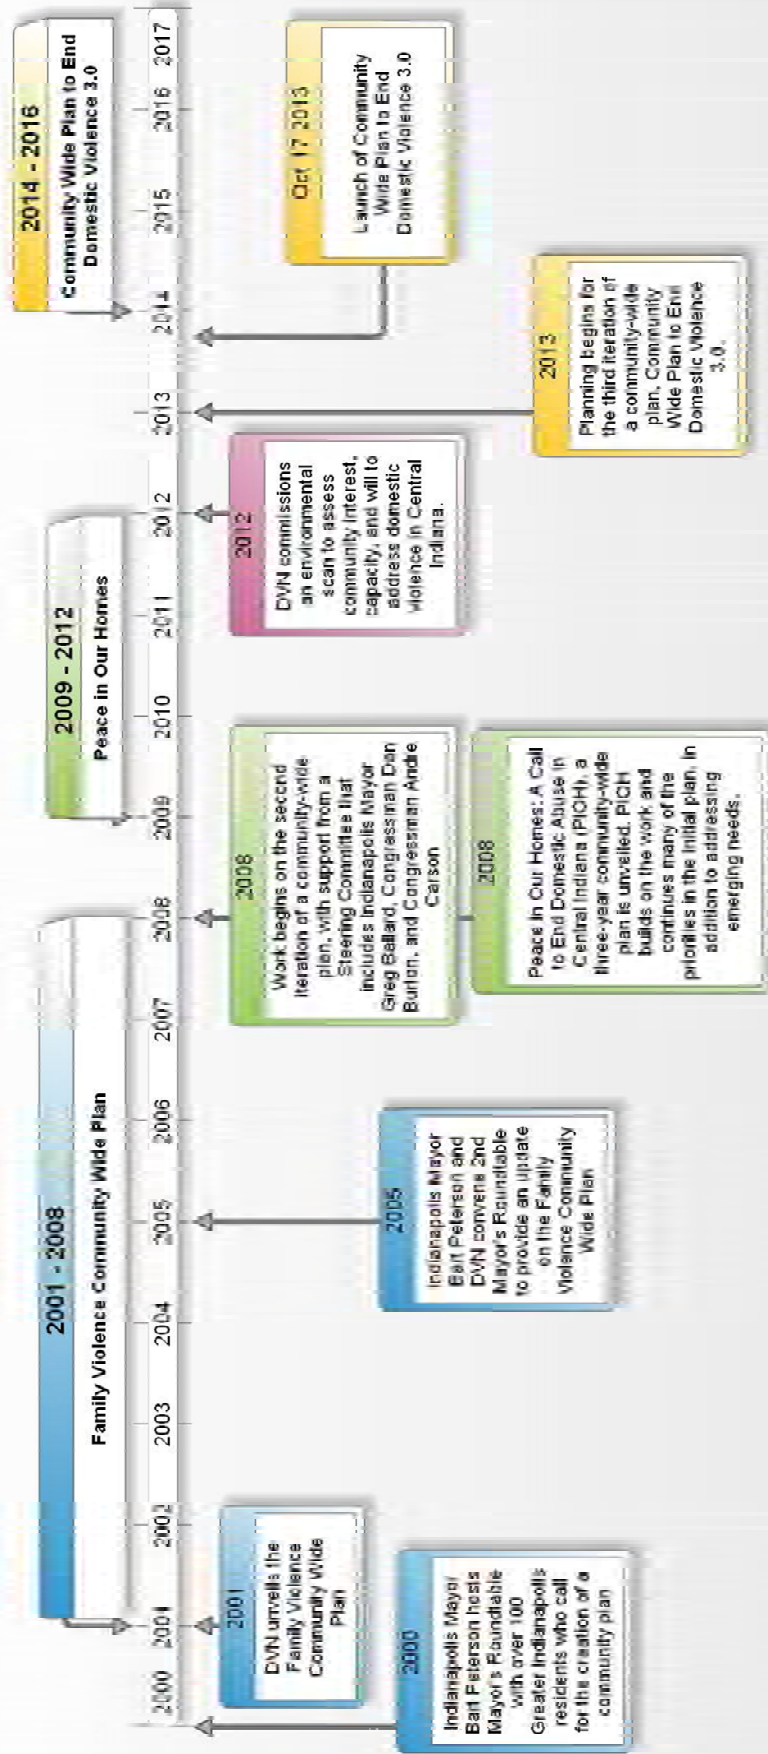 2001 - 2008
Family Violence Community Wide Plan
2009 - 2012
Peace in Our Homes
2014 - 2016
Community Wide Plan to End
Domestic Violence 3.0
2000
2001
2002
2003
2004
2005
2006
2007
2008
2009
2010
2011
2012
2013
2014
2015
2016
2017
2000
Indianapolis Mayor
Bart Peterson hosts
Mayor's Roundtable
with over 100
Greater Indianapolis
residents who call
for the creation of a
community plan
2001
DVN unveils the
Family Violence
Community Wide
Plan
2005
Indianapolis Mayor
Bart Peterson and
DVN convene 2nd
Mayor's Roundtable
to provide an update
on the Family
Violence Community
Wide Plan
2008
Work begins on the second
iteration of a community-wide
plan, with support from a
Steering Committee that
includes Indianapolis Mayor
Greg Ballard, Congressman Dan
Burton, and Congressman Andre
Carson
2008
Peace in Our Homes: A Call
to End Domestic Abuse in
Central Indiana (PIOH), a
three-year community-wide
plan is unveiled. PIOH
builds on the work and
continues many of the
priorities in the initial plan, in
addition to addressing
emerging needs.
2012
DVN commissions
an environmental
scan to assess
community interest,
capacity, and will to
address domestic
violence in Central
Indiana.
2013
Planning begins for
the third iteration of
a community-wide
plan, Community
Wide Plan to End
Domestic Violence
3.0.
Oct 17 2013
Launch of Community
Wide Plan to End
Domestic Violence 3.0